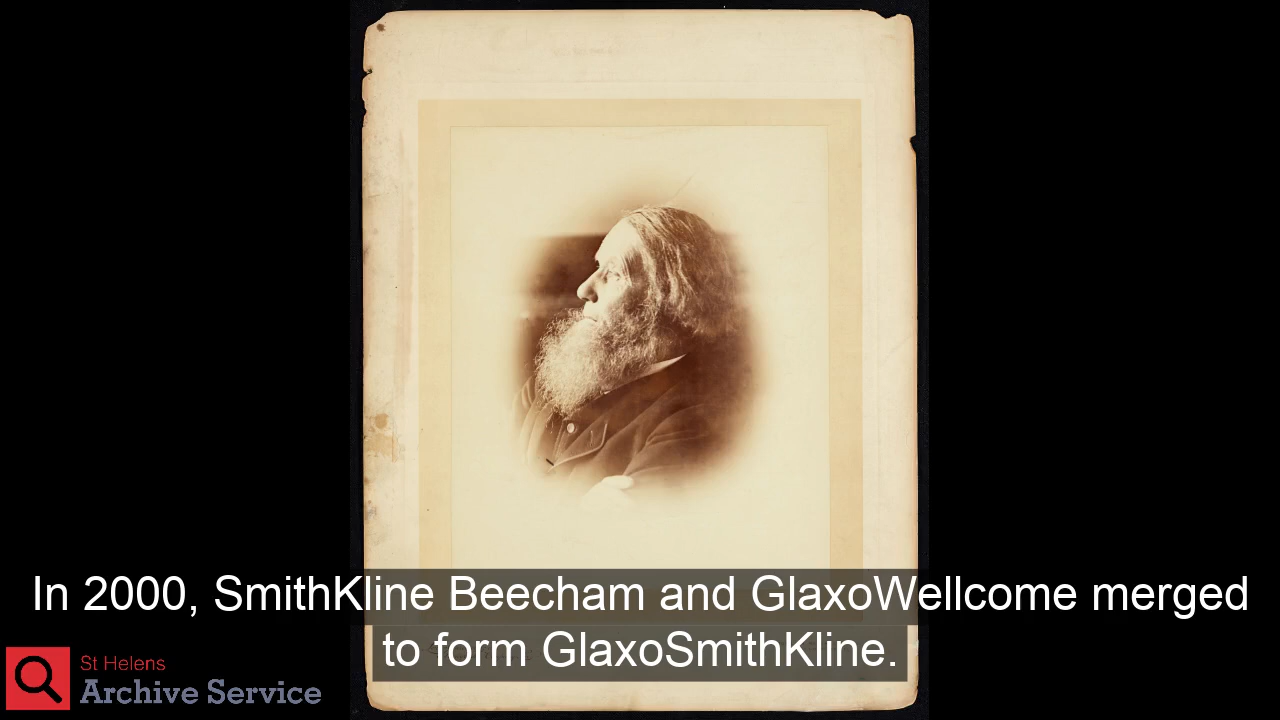 In 2000, SmithKline Beecham and GlaxoWellcome merged
to form GlaxoSmithKline.
St Helens
Archive Service